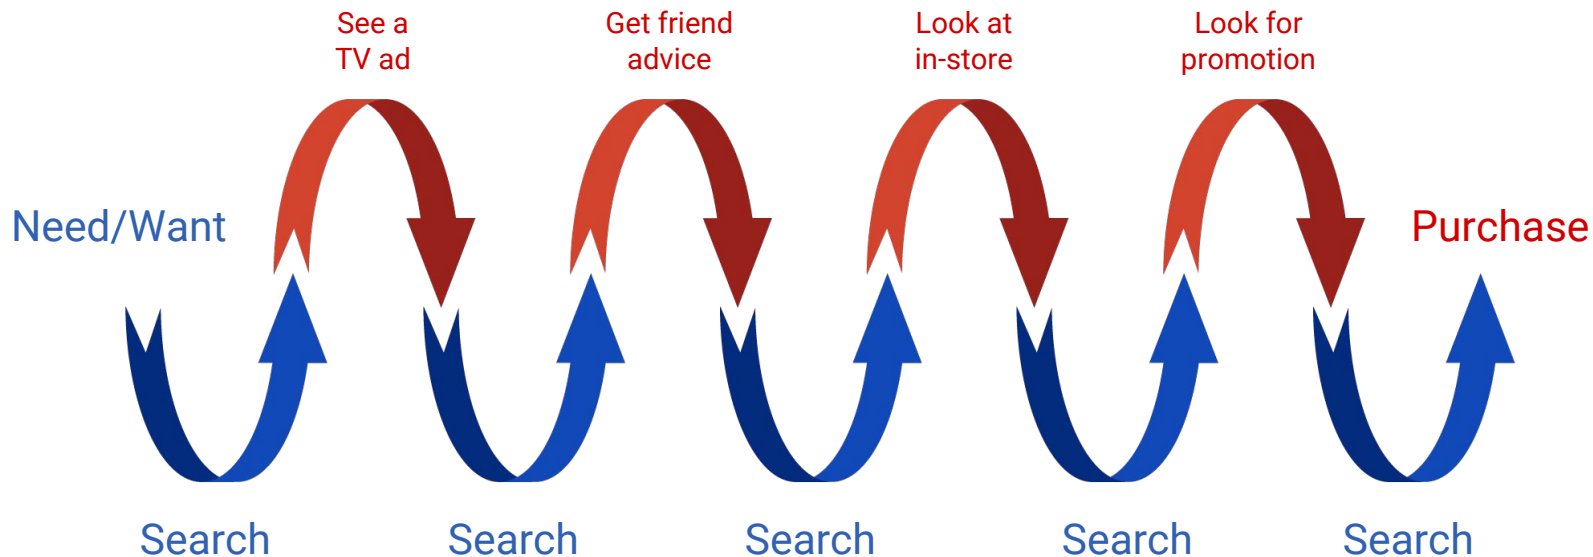 See a
TV ad
Get friend
advice
Look at
in-store
Look for
promotion
Need/Want
Purchase
Search
Search
Search
Search
Search